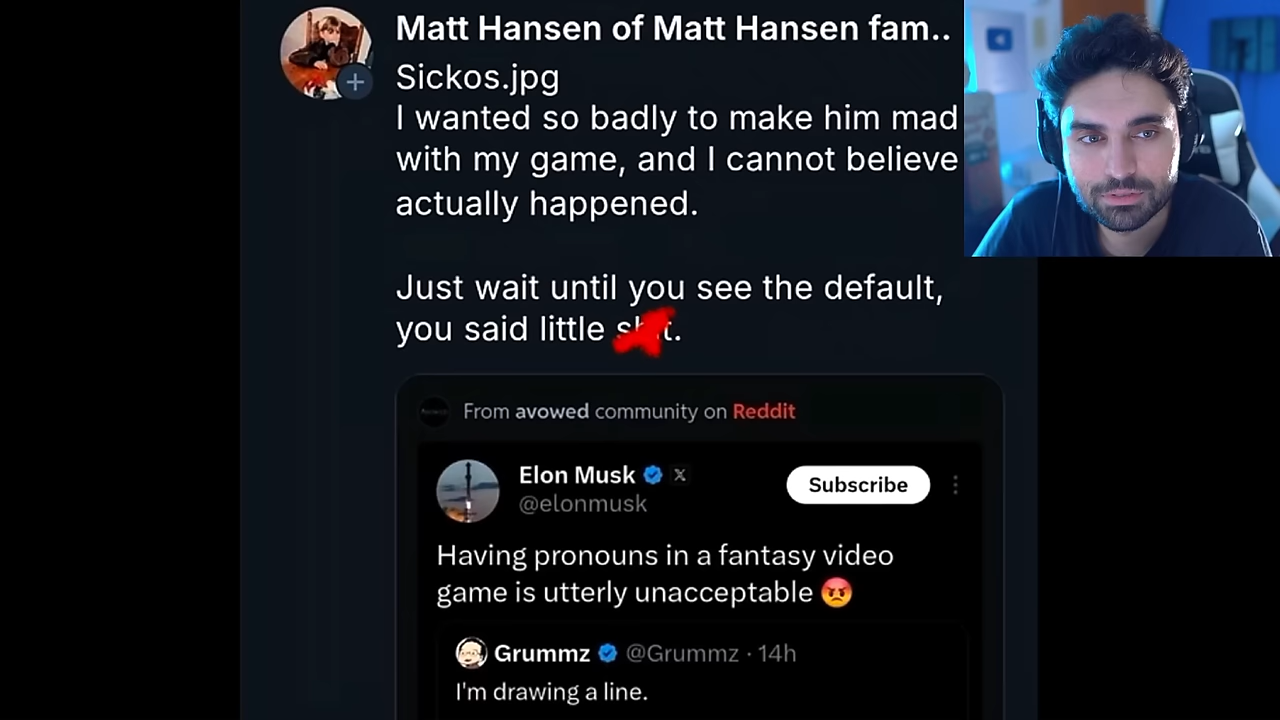 Matt Hansen of Matt Hansen fam..
Sickos.jpg
I wanted so badly to make him mad
with my game, and I cannot believe
actually happened.
Just wait until you see the default,
you said little
From avowed community on Reddit
Elon Musk X
@elonmusk
Subscribe
Having pronouns in a fantasy video
game is utterly unacceptable 😡
Grummz @Grummz · 14h
I'm drawing a line.